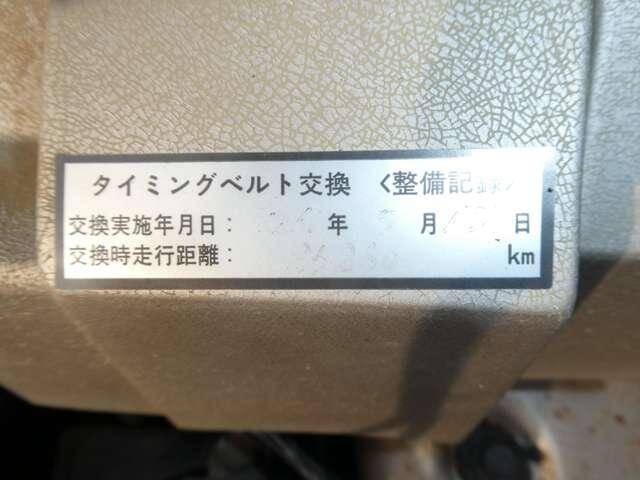 タイミングベルト交換 〈整備記録〉
交換実施年月日： 年 月 日
交換時走行距離： km